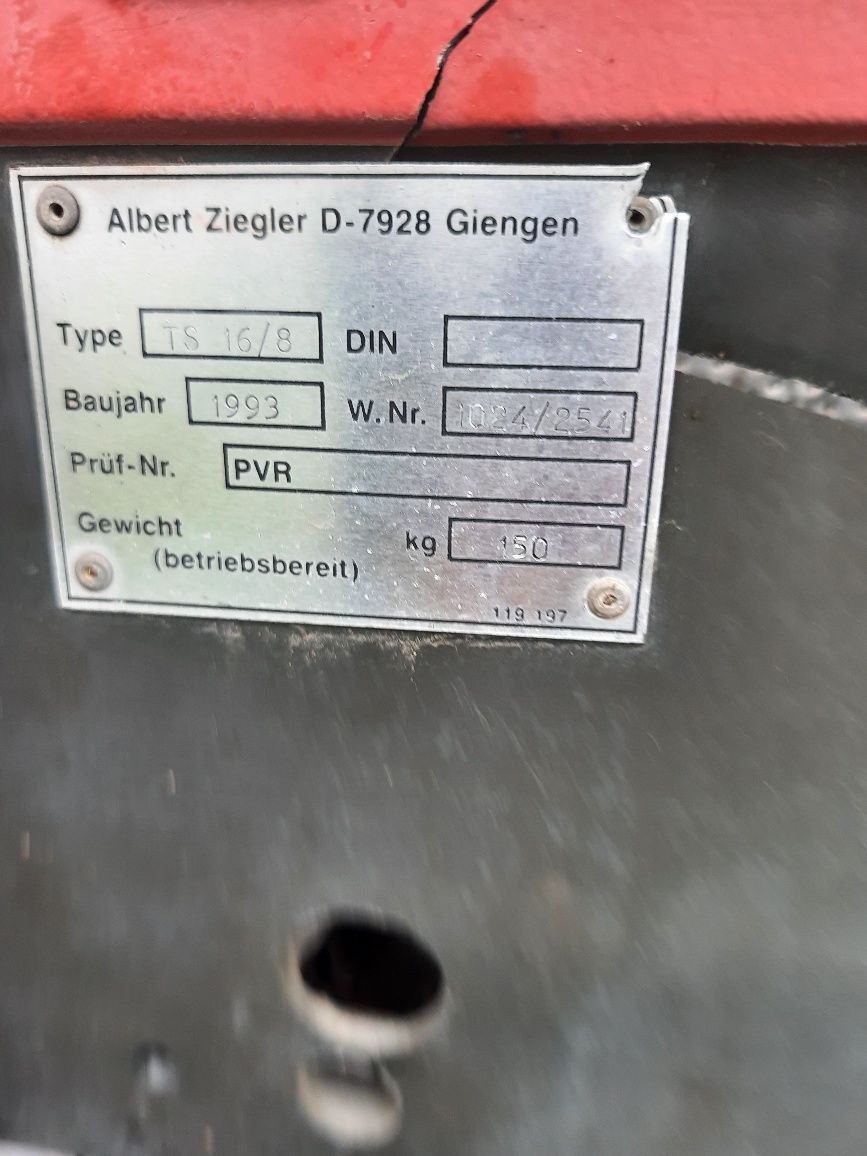 Albert Ziegler D-7928 Giengen
Type TS 16/8 DIN
Baujahr 1993 W.Nr. 1024/2541
Prüf-Nr. PVR
Gewicht
(betriebsbereit) kg 150
119 197